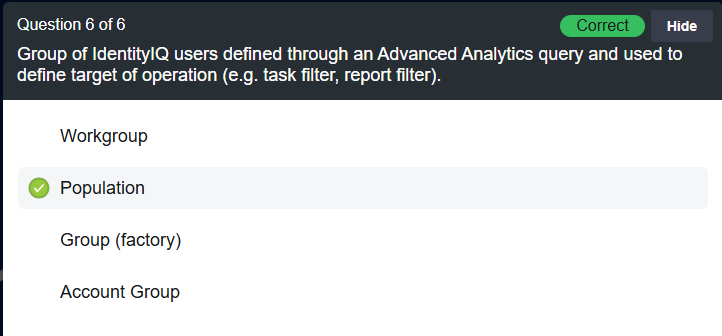 Question 6 of 6
Correct
Hide
Group of IdentityIQ users defined through an Advanced Analytics query and used to
define target of operation (e.g. task filter, report filter).
Workgroup
Population
Group (factory)
Account Group